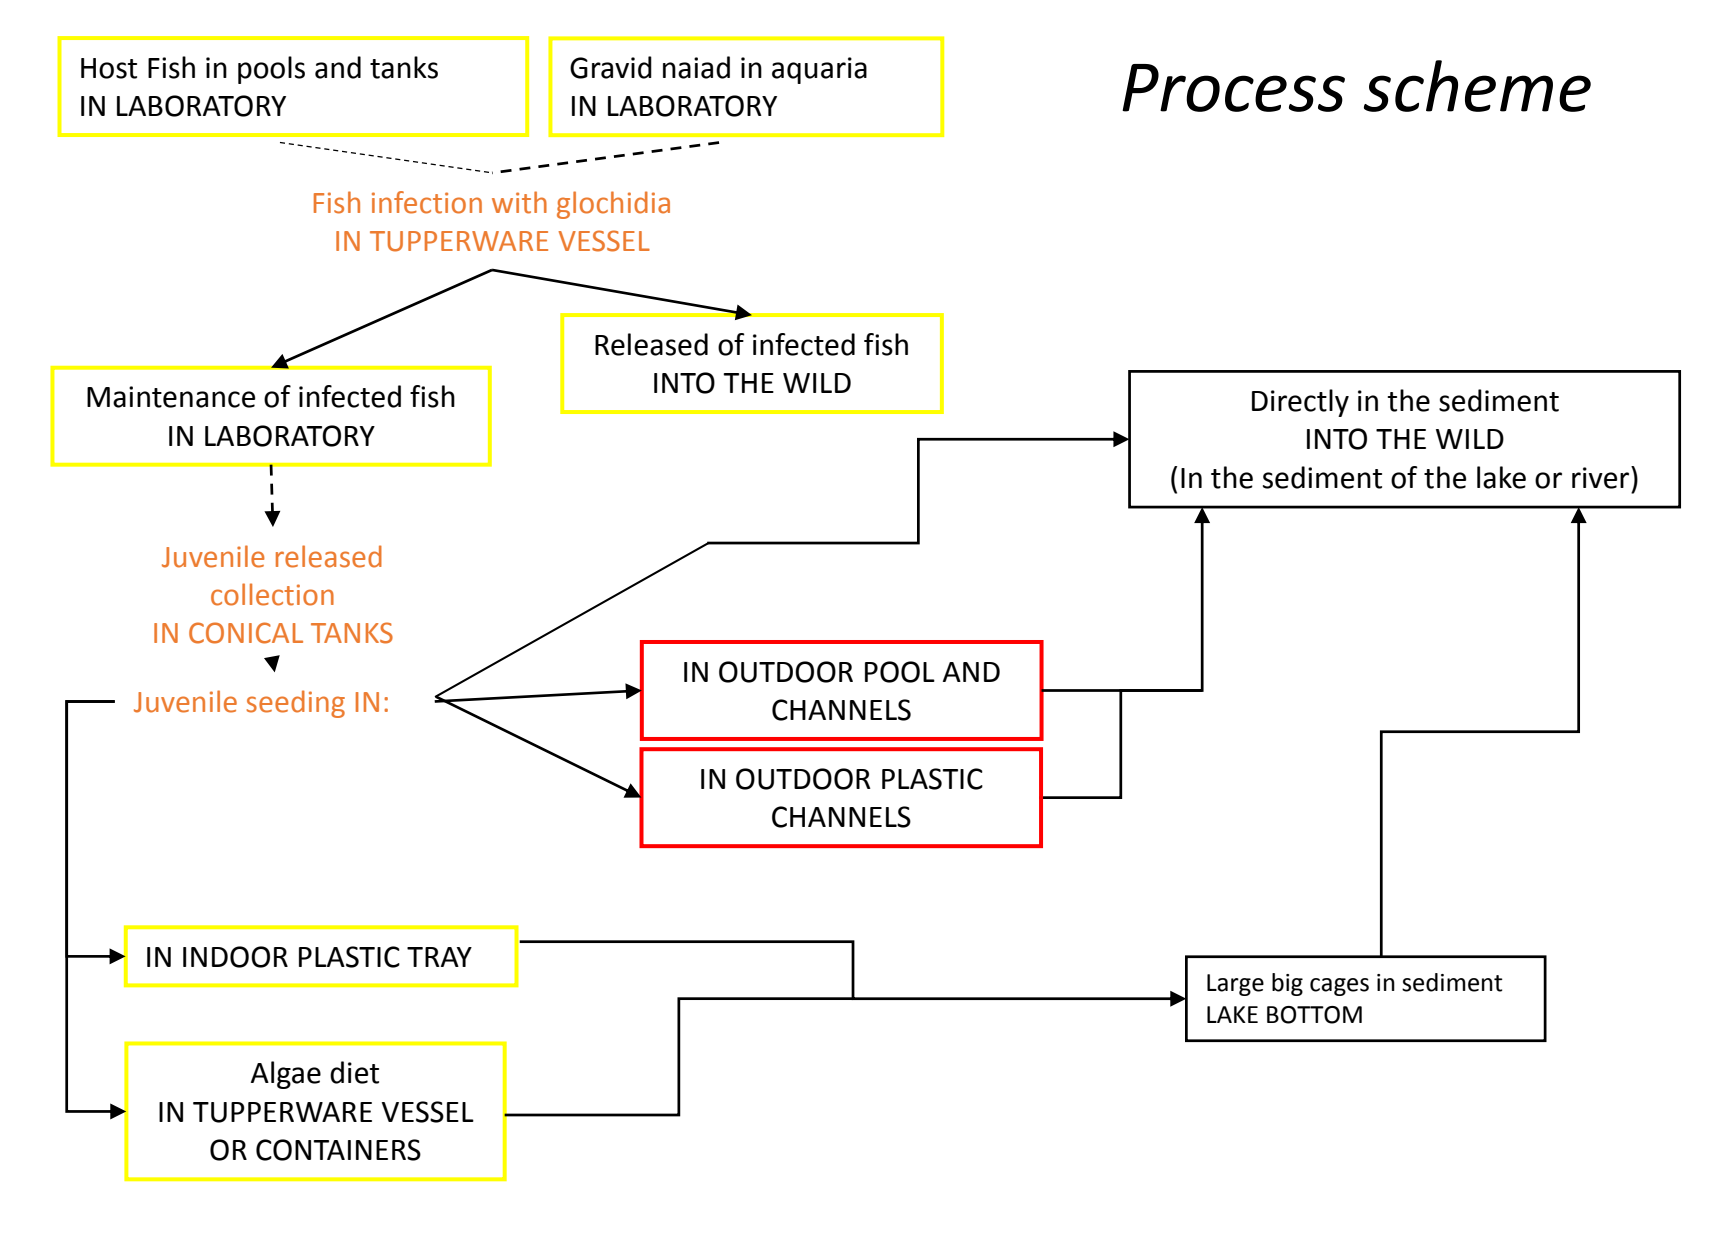 Process scheme
Host Fish in pools and tanks
IN LABORATORY
Gravid naiad in aquaria
IN LABORATORY
Fish infection with glochidia
IN TUPPERWARE VESSEL
Released of infected fish
INTO THE WILD
Maintenance of infected fish
IN LABORATORY
Directly in the sediment
INTO THE WILD
(In the sediment of the lake or river)
Juvenile released
collection
IN CONICAL TANKS
Juvenile seeding IN:
IN OUTDOOR POOL AND
CHANNELS
IN OUTDOOR PLASTIC
CHANNELS
IN INDOOR PLASTIC TRAY
Large big cages in sediment
LAKE BOTTOM
Algae diet
IN TUPPERWARE VESSEL
OR CONTAINERS